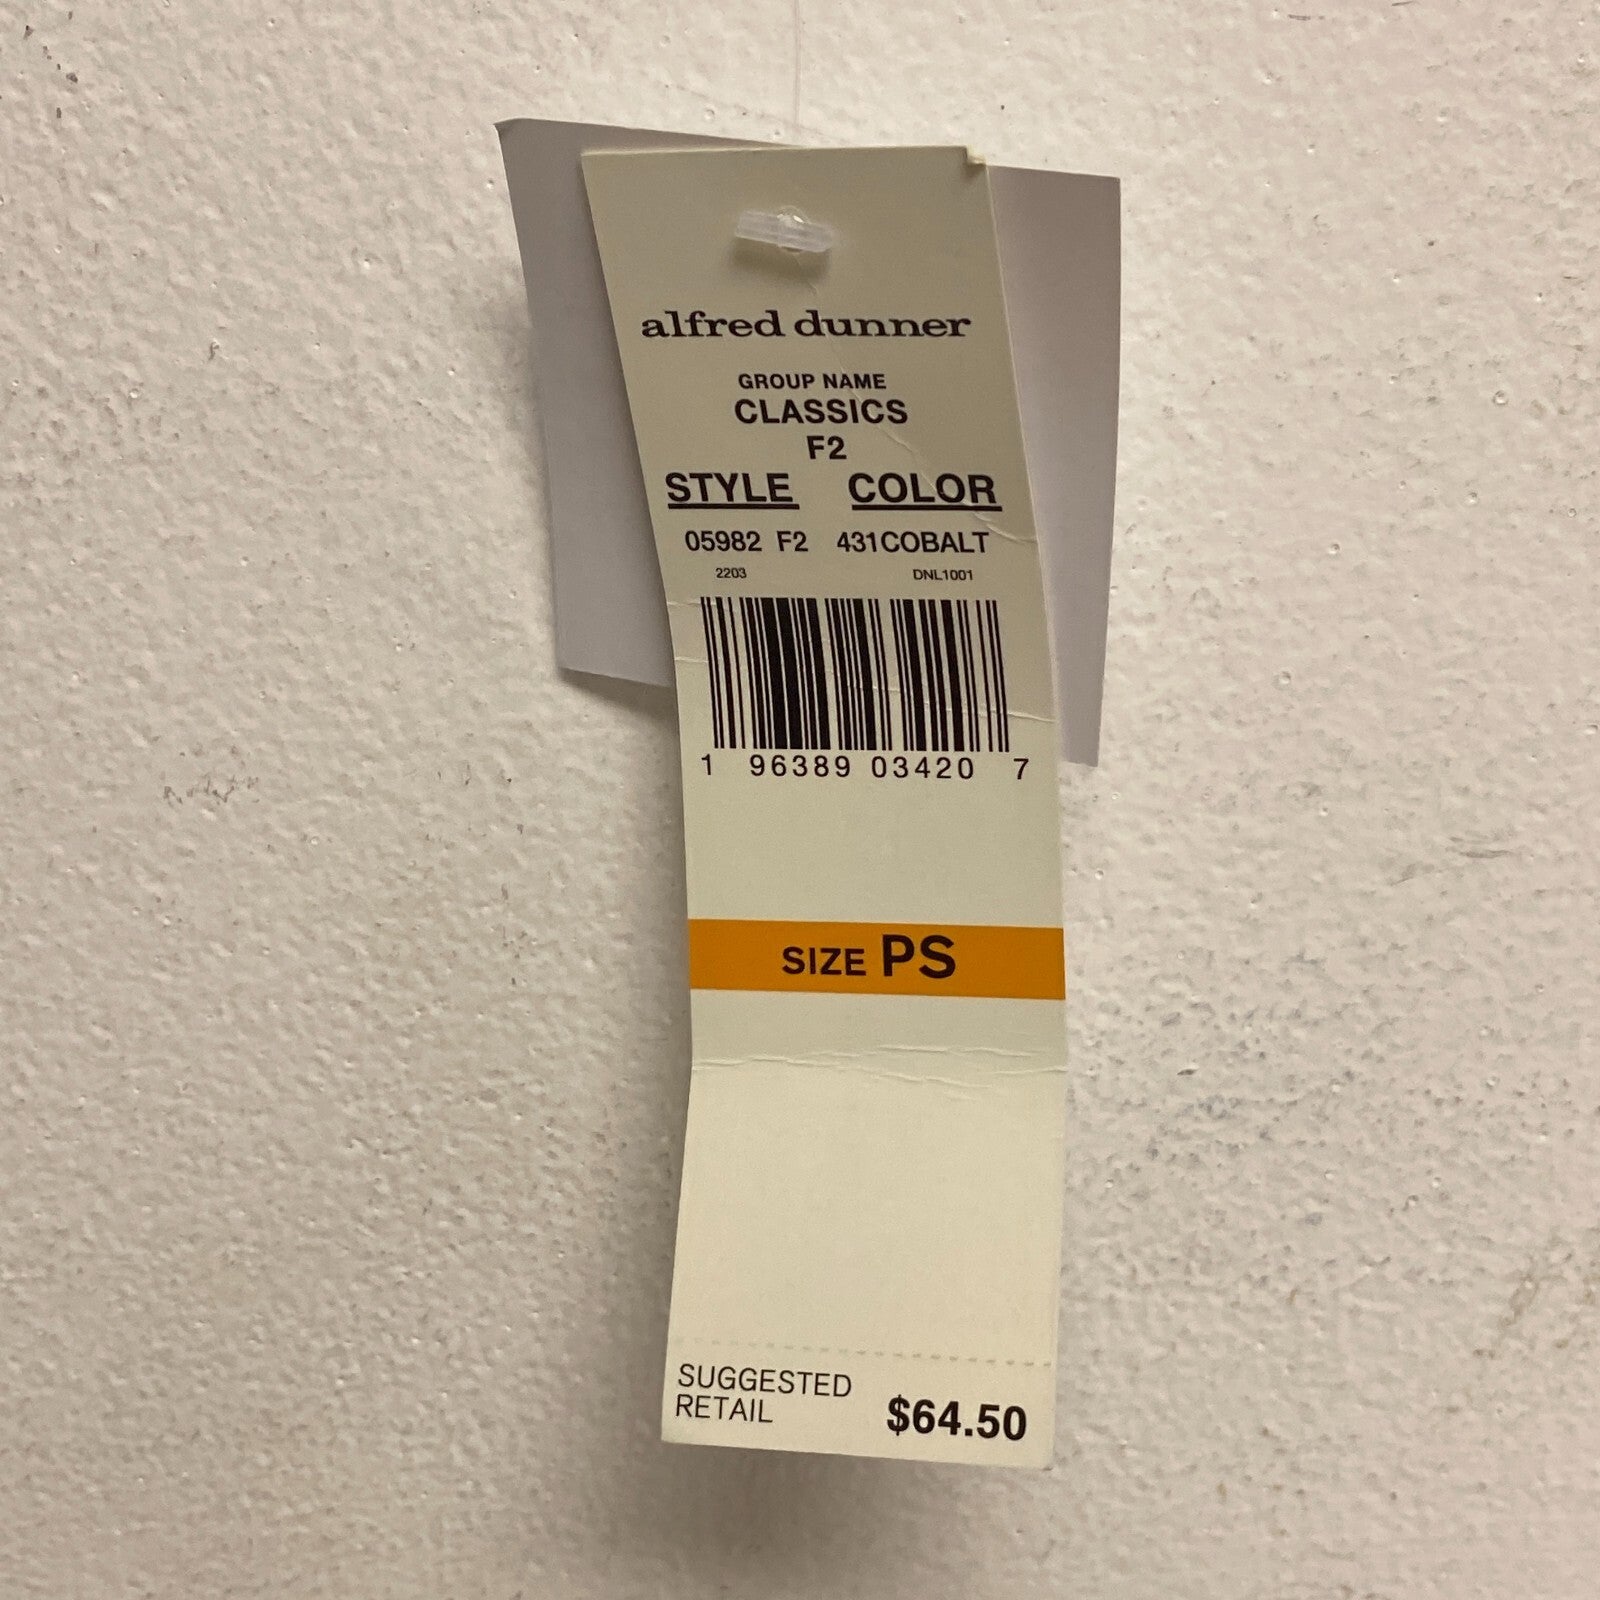 alfred dunner
GROUP NAME
CLASSICS
F2
STYLE COLOR
05982 F2 431COBALT
2203 DNL1001
1 96389 03420 7
SIZE PS
SUGGESTED
RETAIL $64.50